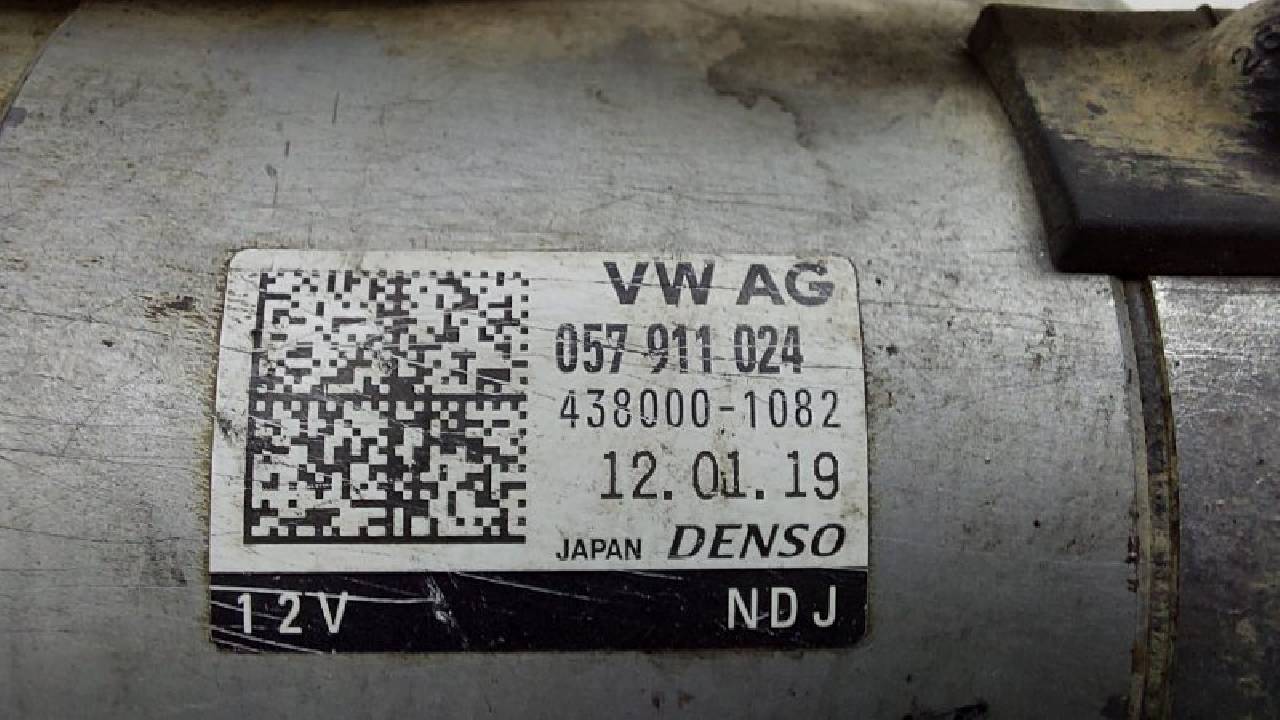 VW AG
057 911 024
438000-1082
12.01.19
JAPAN DENSO
12V NDJ